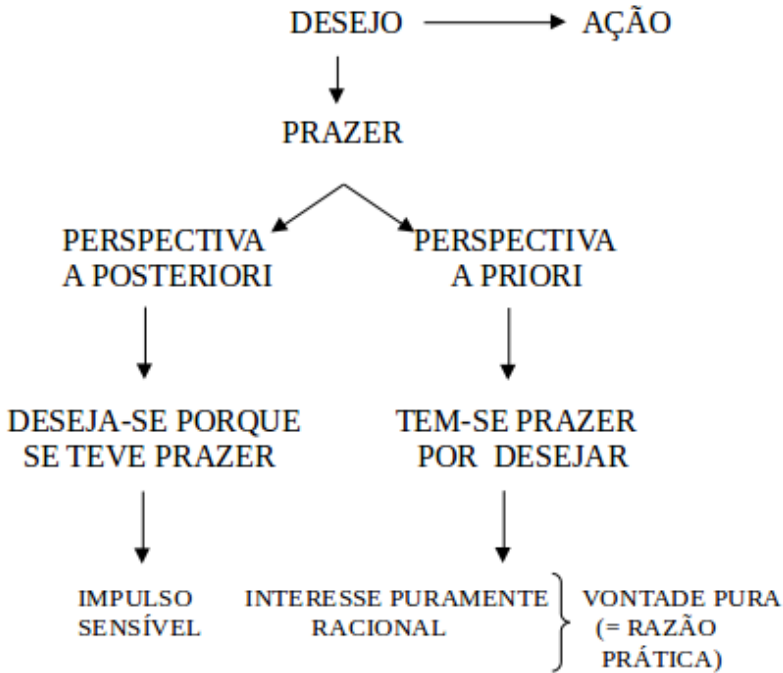 DESEJO AÇÃO
PRAZER
PERSPECTIVA
A POSTERIORI
PERSPECTIVA
A PRIORI
DESEJA-SE PORQUE
SE TEVE PRAZER
TEM-SE PRAZER
POR DESEJAR
IMPULSO
SENSÍVEL
INTERESSE PURAMENTE
RACIONAL
VONTADE PURA
(= RAZÃO
PRÁTICA)